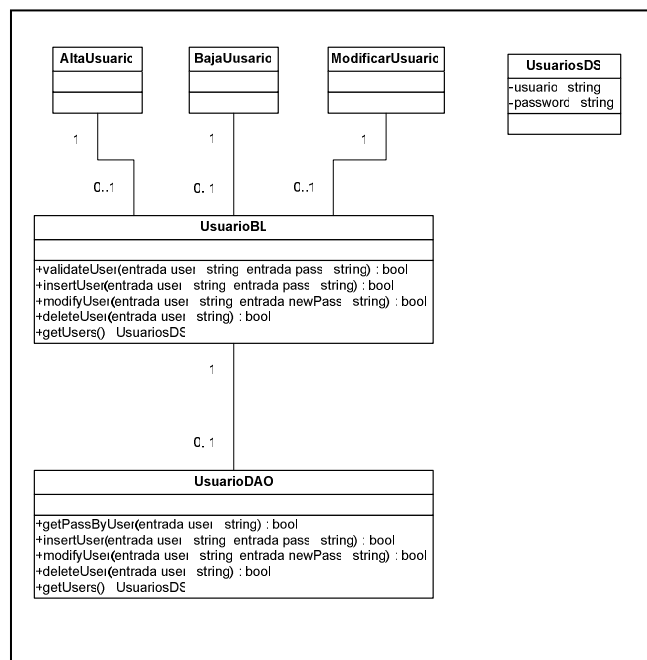 AltaUsuario
BajaUusario
ModificarUsuario
UsuariosDS
-usuario string
-password string
1
1
1
0..1
0..1
0..1
UsuarioBL
+validateUser(entrada user string entrada pass string) : bool
+insertUser(entrada user string entrada pass string) : bool
+modifyUser(entrada user string entrada newPass string) : bool
+deleteUser(entrada user string) : bool
+getUsers() UsuariosDS
1
0..1
UsuarioDAO
+getPassByUser(entrada user string) : bool
+insertUser(entrada user string entrada pass string) : bool
+modifyUser(entrada user string entrada newPass string) : bool
+deleteUser(entrada user string) : bool
+getUsers() UsuariosDS